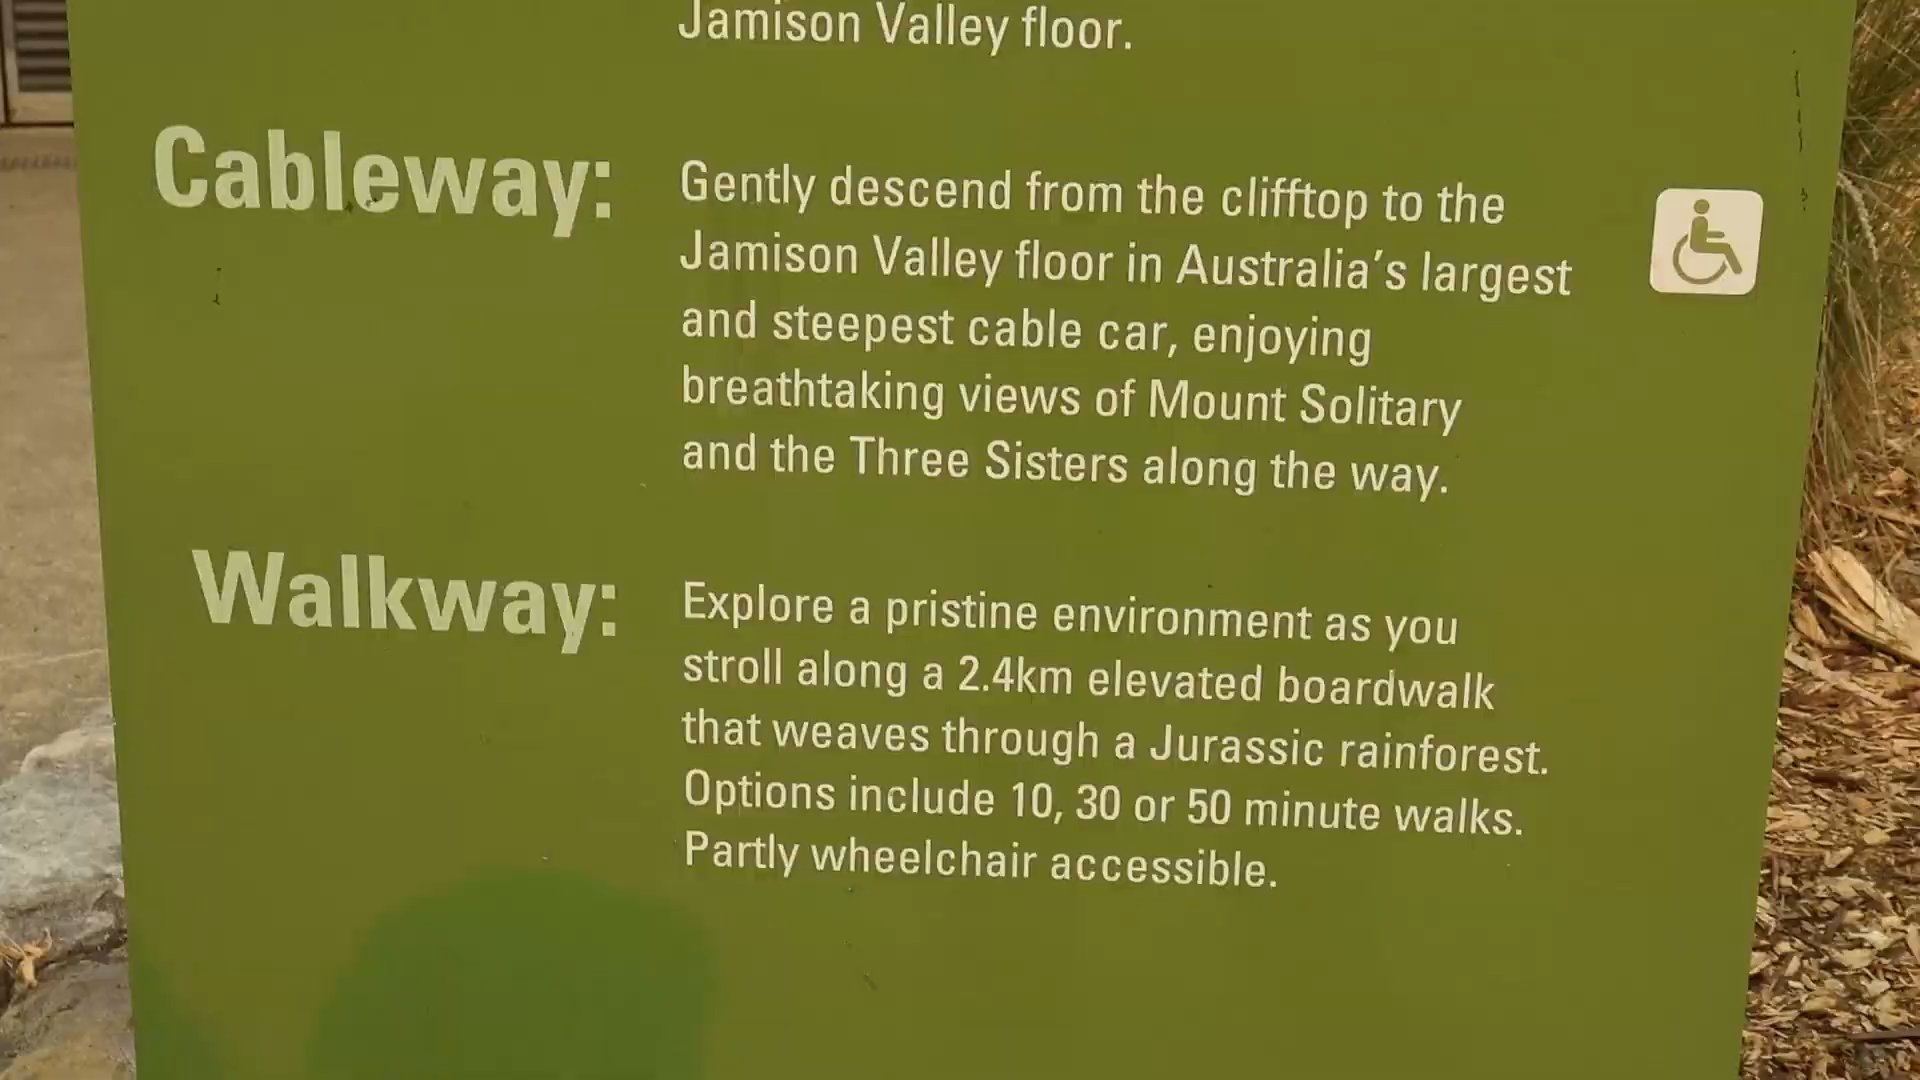 Jamison Valley floor.
Cableway:
Gently descend from the clifftop to the
Jamison Valley floor in Australia's largest
and steepest cable car, enjoying
breathtaking views of Mount Solitary
and the Three Sisters along the way.
Walkway:
Explore a pristine environment as you
stroll along a 2.4km elevated boardwalk
that weaves through a Jurassic rainforest.
Options include 10, 30 or 50 minute walks.
Partly wheelchair accessible.